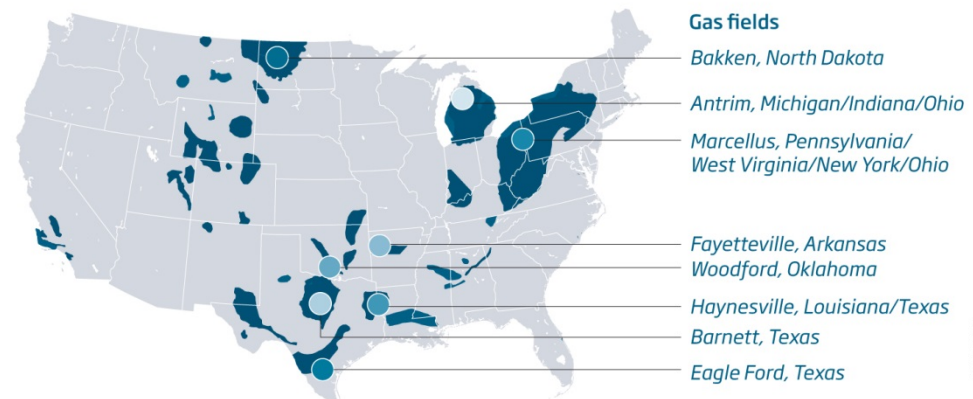 Gas fields
Bakken, North Dakota
Antrim, Michigan/Indiana/Ohio
Marcellus, Pennsylvania/
West Virginia/New York/Ohio
Fayetteville, Arkansas
Woodford, Oklahoma
Haynesville, Louisiana/Texas
Barnett, Texas
Eagle Ford, Texas